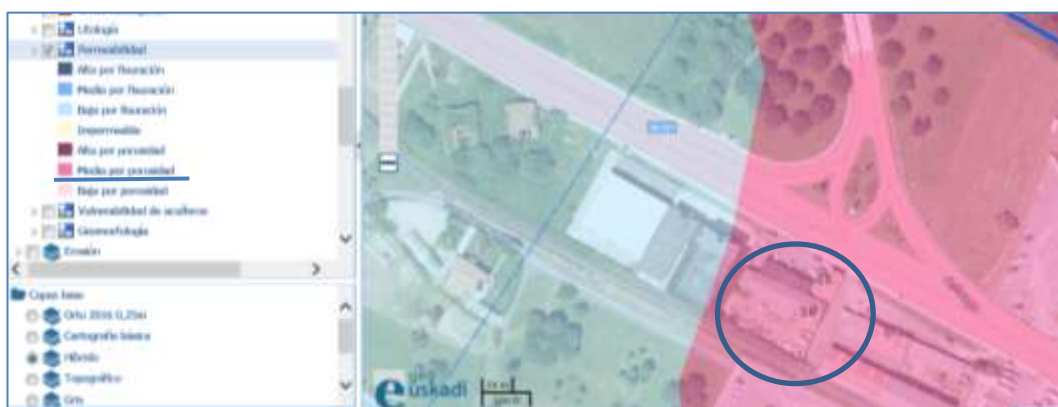 Litología
Permeabilidad
Alta por fisuración
Media por fisuración
Baja por fisuración
Impermeable
Alta por porosidad
Media por porosidad
Baja por porosidad
Vulnerabilidad de acuíferos
Geomorfología
Erosión
Capas base
Orto 2016 0,25m
Cartografía básica
Híbrido
Topográfico
Gris
geo
euskadi